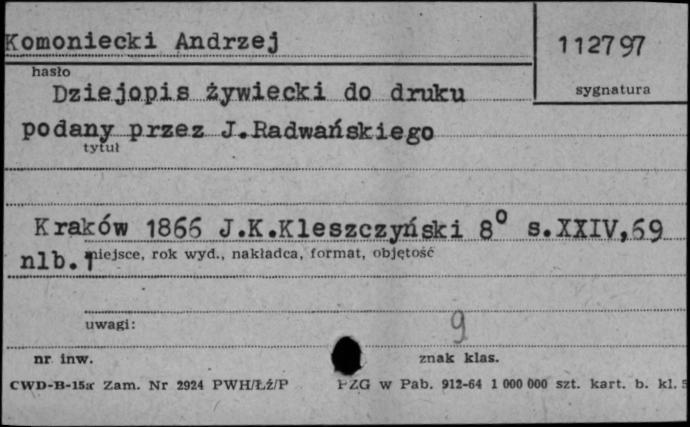 Komoniecki Andrzej
112797
hasło
sygnatura
Dziejopis żywiecki do druku
podany przez J.Radwańskiego
tytuł
Kraków 1866 J.K.Kleszczyński 8° s.XXIV,69
nlb.1
miejsce, rok wyd., nakładca, format, objętość
uwagi:
9
nr inw.
znak klas.
CWD-B-15a Zam. Nr 2924 PWH/Łź/P
PZG w Pab. 912-64 1 000 000 szt. kart. b. kl. 5